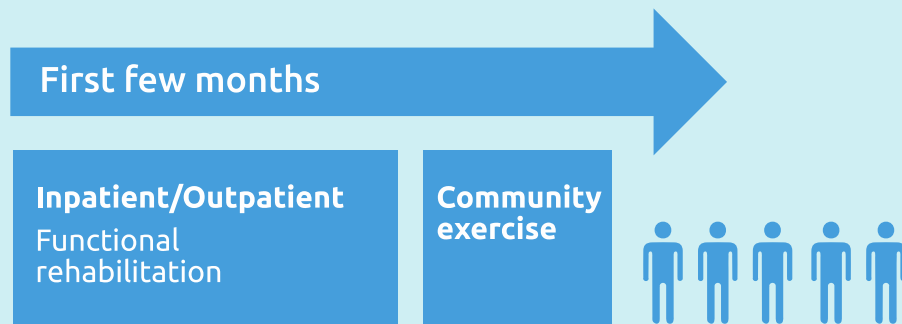 First few months
Inpatient/Outpatient
Functional
rehabilitation
Community
exercise